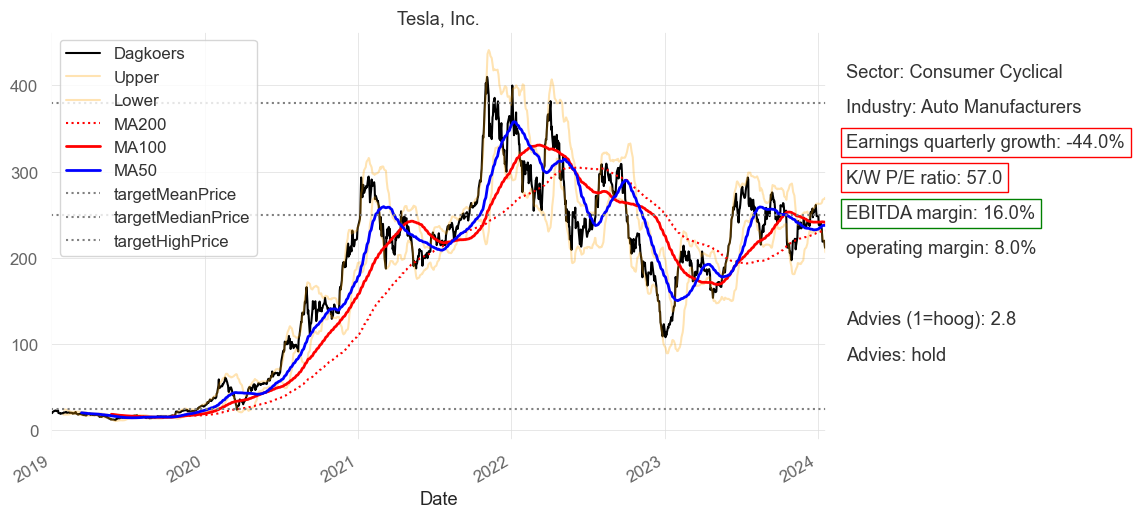 Tesla, Inc.
Dagkoers
Upper
Lower
MA200
MA100
MA50
targetMeanPrice
targetMedianPrice
targetHighPrice
400
300
200
100
0
2019
2020
2021
2022
2023
2024
Date
Sector: Consumer Cyclical
Industry: Auto Manufacturers
Earnings quarterly growth: -44.0%
K/W P/E ratio: 57.0
EBITDA margin: 16.0%
operating margin: 8.0%
Advies (1=hoog): 2.8
Advies: hold